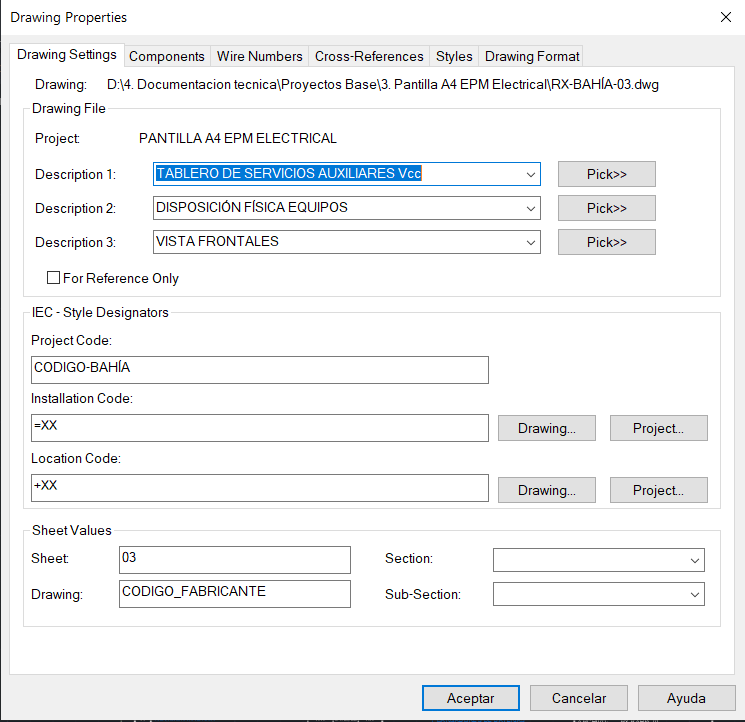 Drawing Properties
Drawing Settings Components Wire Numbers Cross-References Styles Drawing Format
Drawing: D:\4. Documentacion tecnica\Proyectos Base\3. Pantilla A4 EPM Electrical\RX-BAHÍA-03.dwg
Drawing File
Project: PANTILLA A4 EPM ELECTRICAL
Description 1: TABLERO DE SERVICIOS AUXILIARES Vcc Pick>>
Description 2: DISPOSICIÓN FÍSICA EQUIPOS Pick>>
Description 3: VISTA FRONTALES Pick>>
For Reference Only
IEC - Style Designators
Project Code:
CODIGO-BAHÍA
Installation Code:
=XX Drawing... Project...
Location Code:
+XX Drawing... Project...
Sheet Values
Sheet: 03 Section:
Drawing: CODIGO_FABRICANTE Sub-Section:
Aceptar Cancelar Ayuda